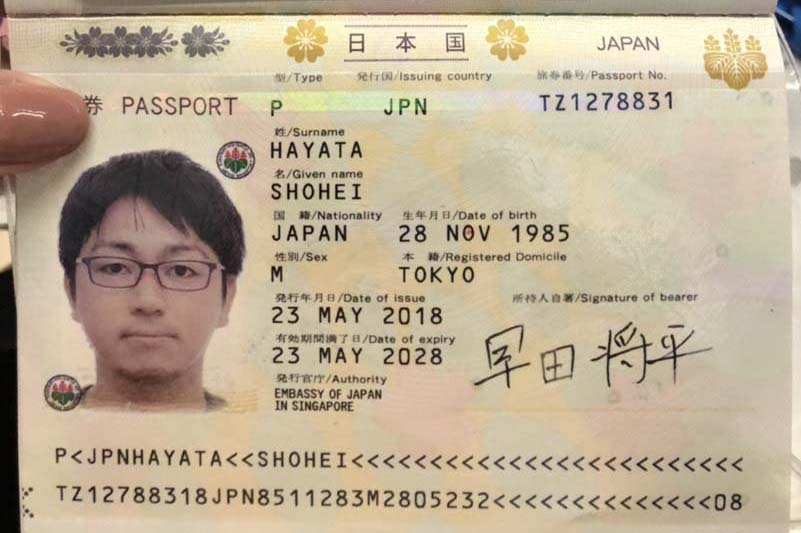 日本国 JAPAN
型/Type 発行国/Issuing country 旅券番号/Passport No.
券 PASSPORT P JPN TZ1278831
姓/Surname
HAYATA
名/Given name
SHOHEI
国 籍/Nationality 生年月日/Date of birth
JAPAN 28 NOV 1985
性別/Sex 本 籍/Registered Domicile
M TOKYO
発行年月日/Date of issue 所持人自署/Signature of bearer
23 MAY 2018
有効期間満了日/Date of expiry
23 MAY 2028 早田 将平
発行官庁/Authority
EMBASSY OF JAPAN
IN SINGAPORE
P<JPNHAYATA<<SHOHEI<<<<<<<<<<<<<<<<<<<<<<<<<
TZ12788318JPN8511283M2805232<<<<<<<<<<<<<<08